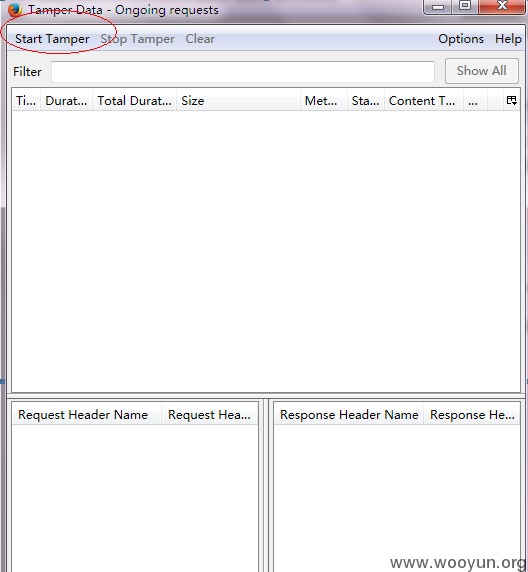 Tamper Data - Ongoing requests
Start Tamper Stop Tamper Clear Options Help
Filter Show All
Ti... Durat... Total Durat... Size Met... Sta... Content T... ...
Request Header Name Request Hea... Response Header Name Response He...
www.wooyun.org